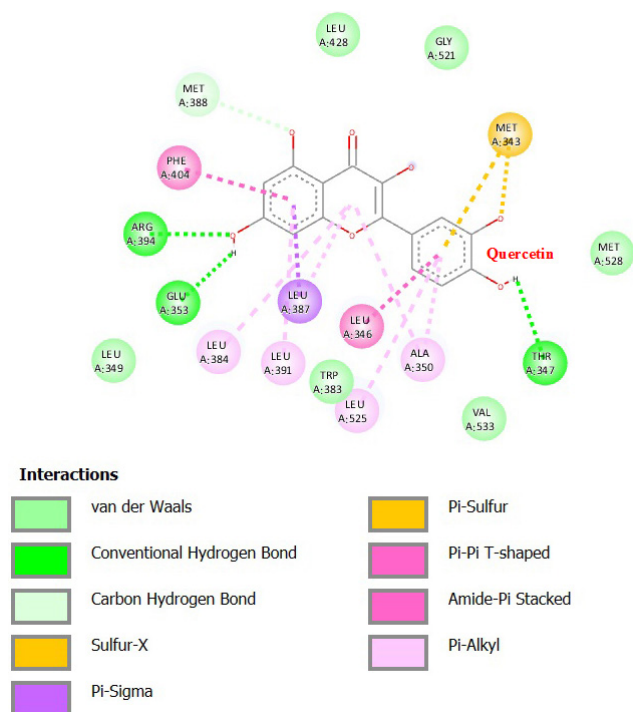 LEU
A:428
GLY
A:521
MET
A:388
MET
A:343
O
O
O
PHE
A:404
ARG
A:394
O
H
O
O
Quercetin
MET
A:528
GLU
A:353
LEU
A:387
O
H
LEU
A:346
LEU
A:384
LEU
A:349
LEU
A:391
ALA
A:350
THR
A:347
TRP
A:383
LEU
A:525
VAL
A:533
Interactions
van der Waals
Conventional Hydrogen Bond
Carbon Hydrogen Bond
Sulfur-X
Pi-Sigma
Pi-Sulfur
Pi-Pi T-shaped
Amide-Pi Stacked
Pi-Alkyl